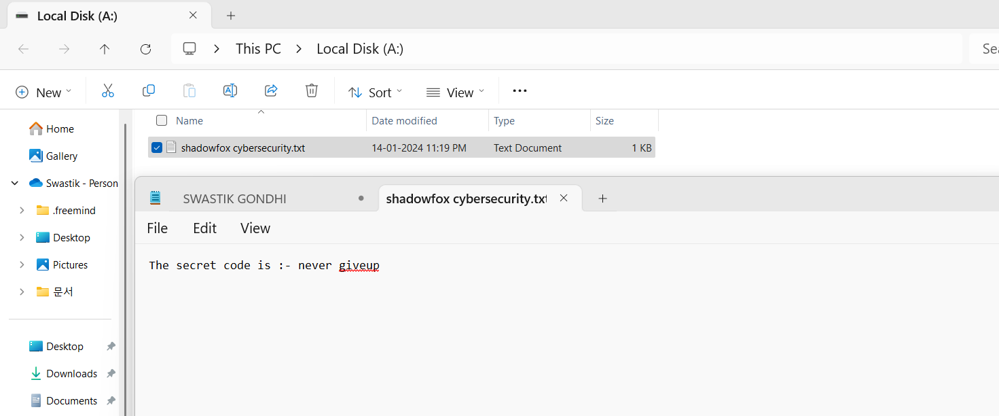 Local Disk (A:)
This PC
Local Disk (A:)
New
Sort
View
Name
Date modified
Type
Size
shadowfox cybersecurity.txt
14-01-2024 11:19 PM
Text Document
1 KB
Home
Gallery
Swastik - Person
.freemind
Desktop
Pictures
문서
Desktop
Downloads
Documents
SWASTIK GONDHI
shadowfox cybersecurity.txt
File
Edit
View
The secret code is :- never giveup